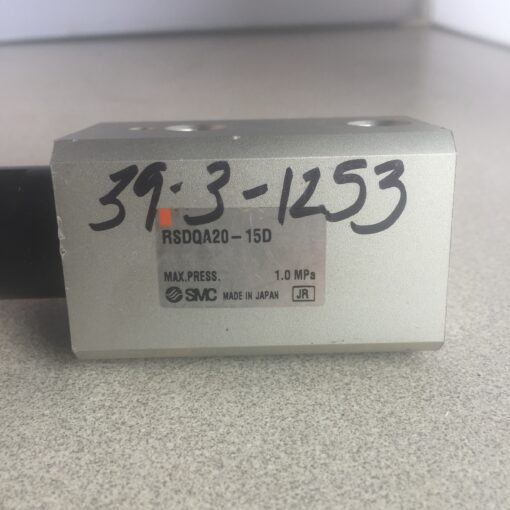 39-3-1253
RSDQA20-15D
MAX.PRESS. 1.0 MPa
SMC MADE IN JAPAN JR